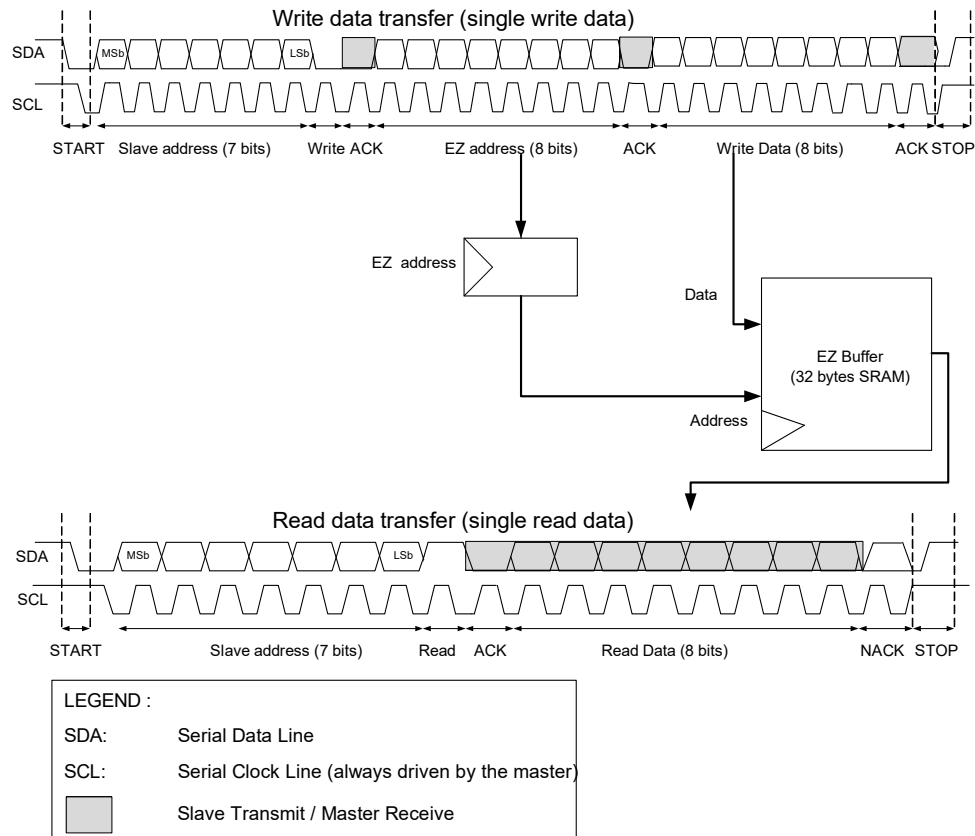 Write data transfer (single write data)
SDA
MSb
LSb
SCL
START Slave address (7 bits) Write ACK EZ address (8 bits) ACK Write Data (8 bits) ACK STOP
EZ address
Data
EZ Buffer
(32 bytes SRAM)
Address
Read data transfer (single read data)
SDA
MSb
LSb
SCL
START Slave address (7 bits) Read ACK Read Data (8 bits) NACK STOP
LEGEND :
SDA: Serial Data Line
SCL: Serial Clock Line (always driven by the master)
Slave Transmit / Master Receive